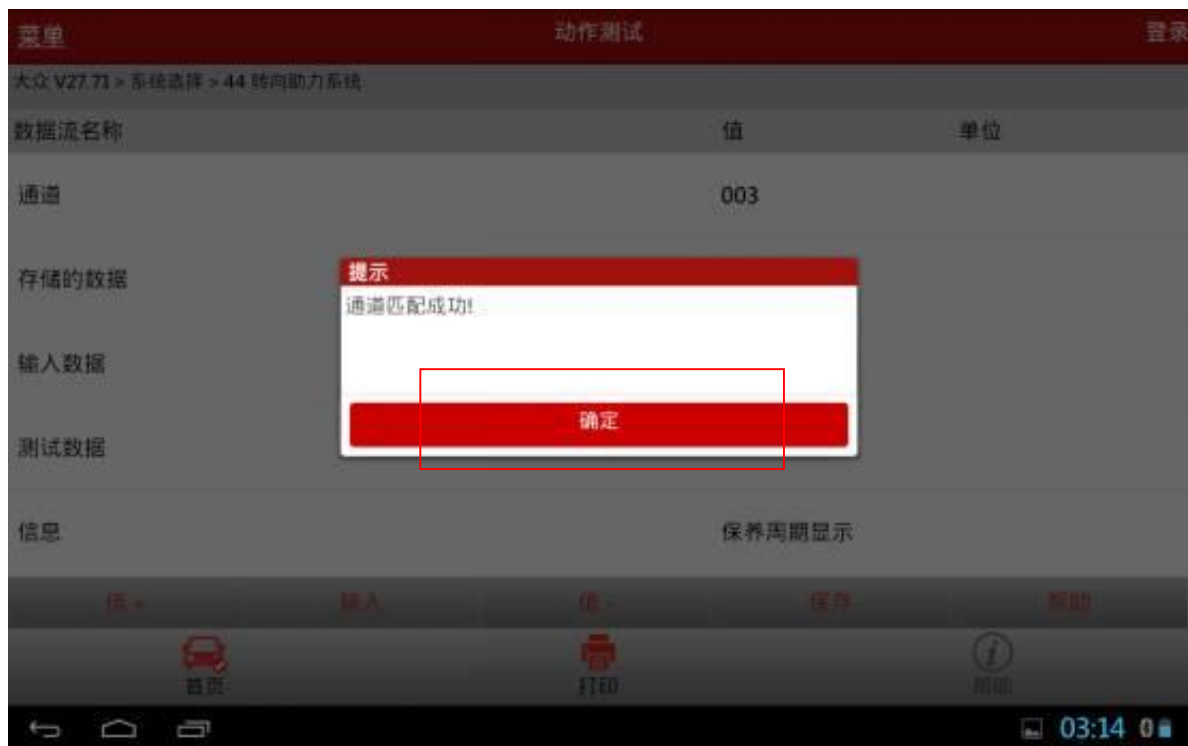 菜单 动作测试 登录
大众 V27.71 > 系统选择 > 44 转向助力系统
数据流名称 值 单位
通道 003
存储的数据
提示
通道匹配成功!
输入数据
确定
测试数据
信息 保养周期显示
值 + 输入 值 - 保存 帮助
首页 打印 帮助
03:14